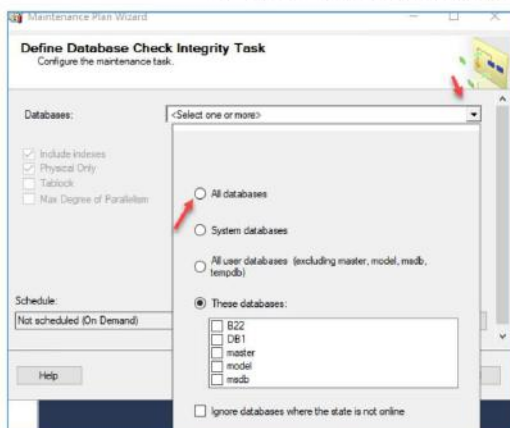 Maintenance Plan Wizard
Define Database Check Integrity Task
Configure the maintenance task.
Databases:
<Select one or more>
Include indexes
Physical Only
Tablock
Max Degree of Parallelism
All databases
System databases
All user databases (excluding master, model, msdb,
tempdb)
These databases:
B22
DB1
master
model
msdb
Ignore databases where the state is not online
Schedule:
Not scheduled (On Demand)
Help